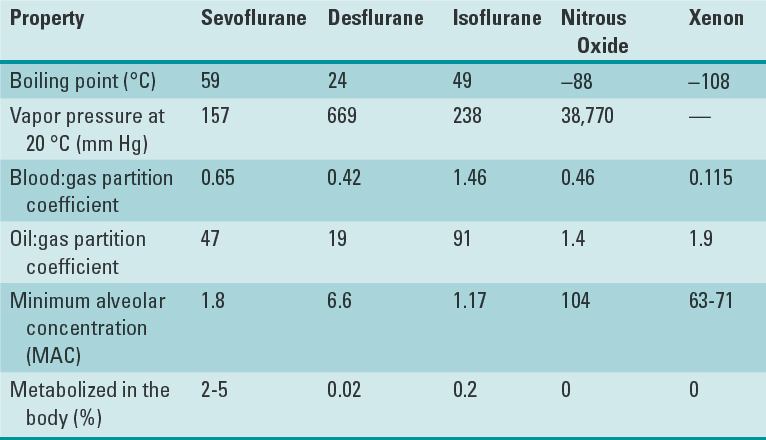 Property Sevoflurane Desflurane Isoflurane Nitrous Xenon
Oxide
Boiling point (°C) 59 24 49 –88 –108
Vapor pressure at 157 669 238 38,770 —
20 °C (mm Hg)
Blood:gas partition 0.65 0.42 1.46 0.46 0.115
coefficient
Oil:gas partition 47 19 91 1.4 1.9
coefficient
Minimum alveolar 1.8 6.6 1.17 104 63-71
concentration
(MAC)
Metabolized in the 2-5 0.02 0.2 0 0
body (%)